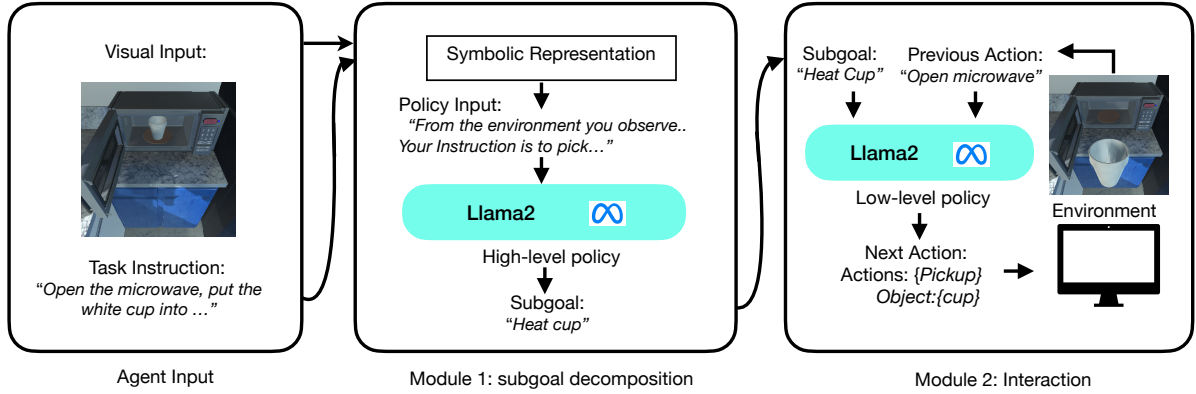 Visual Input:
Task Instruction:
“Open the microwave, put the
white cup into …”
Agent Input
Symbolic Representation
Policy Input:
“From the environment you observe..
Your Instruction is to pick…”
Llama2
High-level policy
Subgoal:
“Heat cup”
Module 1: subgoal decomposition
Subgoal:
“Heat Cup”
Previous Action:
“Open microwave”
Llama2
Low-level policy
Environment
Next Action:
Actions: {Pickup}
Object:{cup}
Module 2: Interaction